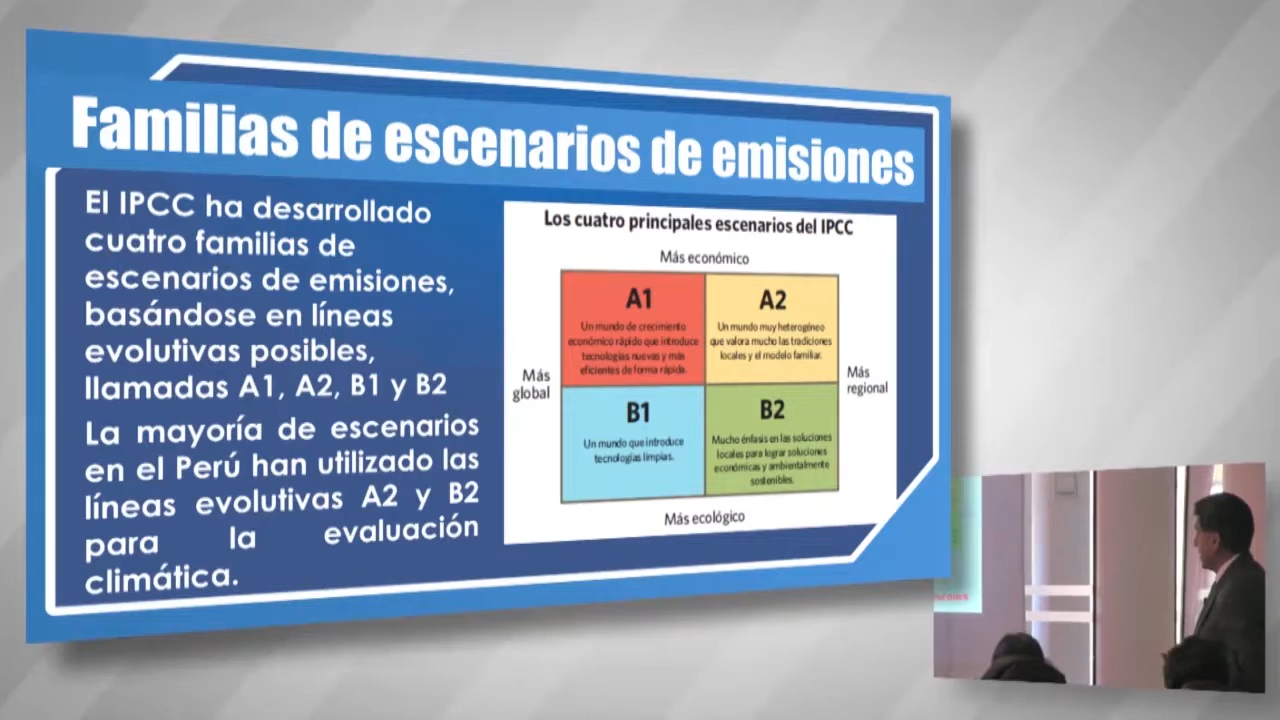 Familias de escenarios de emisiones
El IPCC ha desarrollado
cuatro familias de
escenarios de emisiones,
basándose en líneas
evolutivas posibles,
llamadas A1, A2, B1 y B2
La mayoría de escenarios
en el Perú han utilizado las
líneas evolutivas A2 y B2
para la evaluación
climática.
Los cuatro principales escenarios del IPCC
Más económico
A1
Un mundo de crecimiento
económico rápido que introduce
tecnologías nuevas y más
eficientes de forma rápida.
A2
Un mundo muy heterogéneo
que valora mucho las tradiciones
locales y el modelo familiar.
Más
global
Más
regional
B1
Un mundo que introduce
tecnologías limpias.
B2
Mucho énfasis en las soluciones
locales para lograr soluciones
económicas y ambientalmente
sostenibles.
Más ecológico